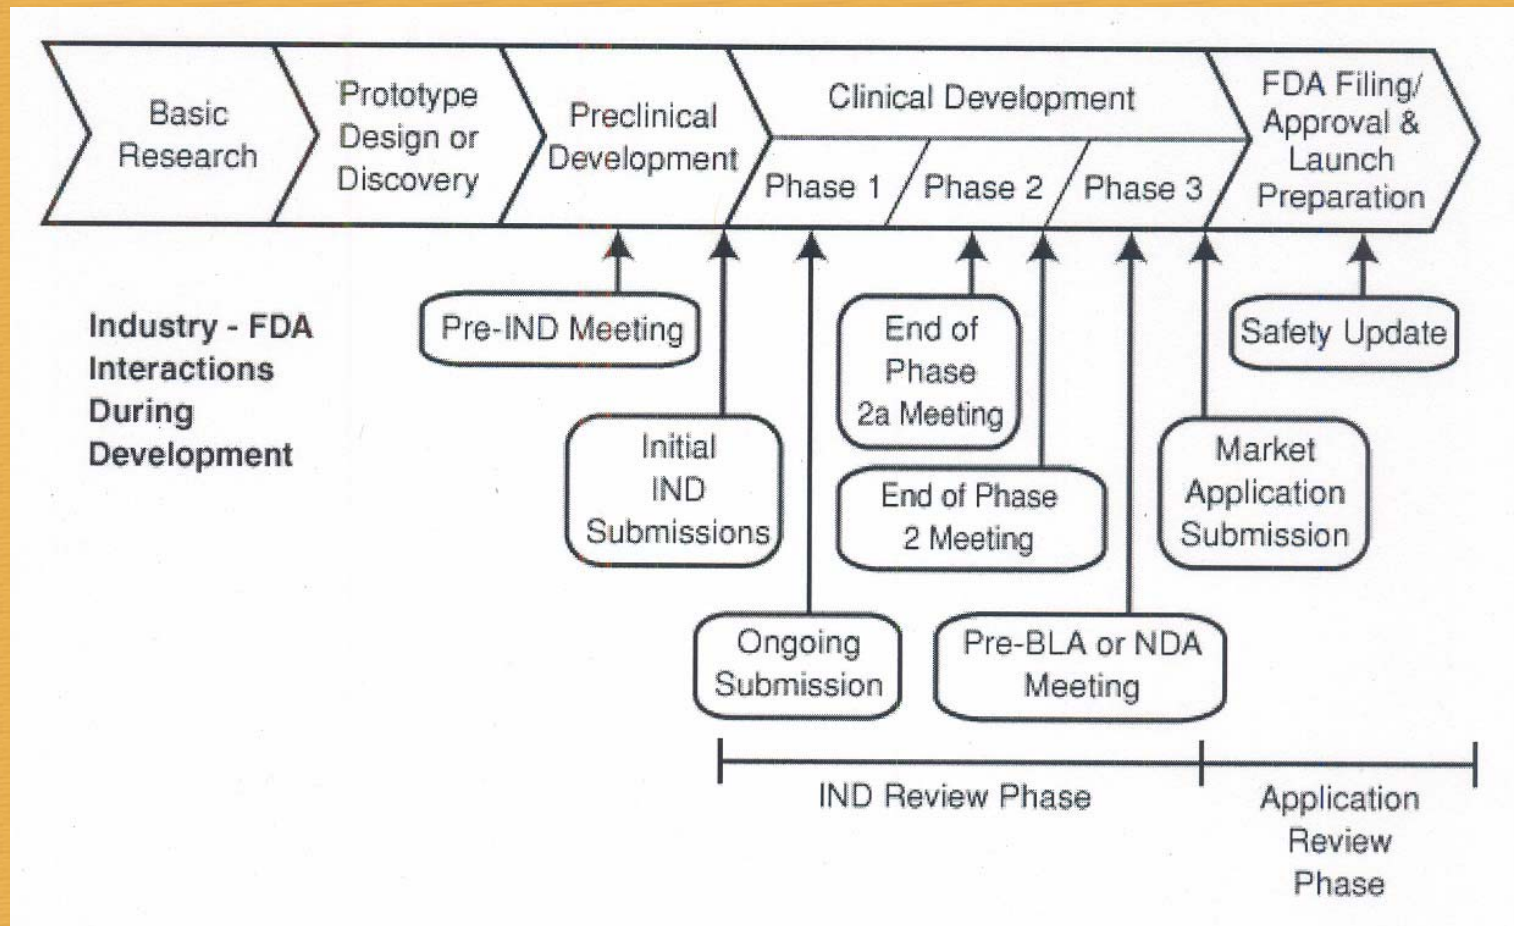 Basic
Research
Prototype
Design or
Discovery
Preclinical
Development
Clinical Development
Phase 1
Phase 2
Phase 3
FDA Filing/
Approval &
Launch
Preparation
Industry - FDA
Interactions
During
Development
Pre-IND Meeting
Initial
IND
Submissions
Ongoing
Submission
End of
Phase
2a Meeting
End of Phase
2 Meeting
Pre-BLA or NDA
Meeting
Market
Application
Submission
Safety Update
IND Review Phase
Application
Review
Phase